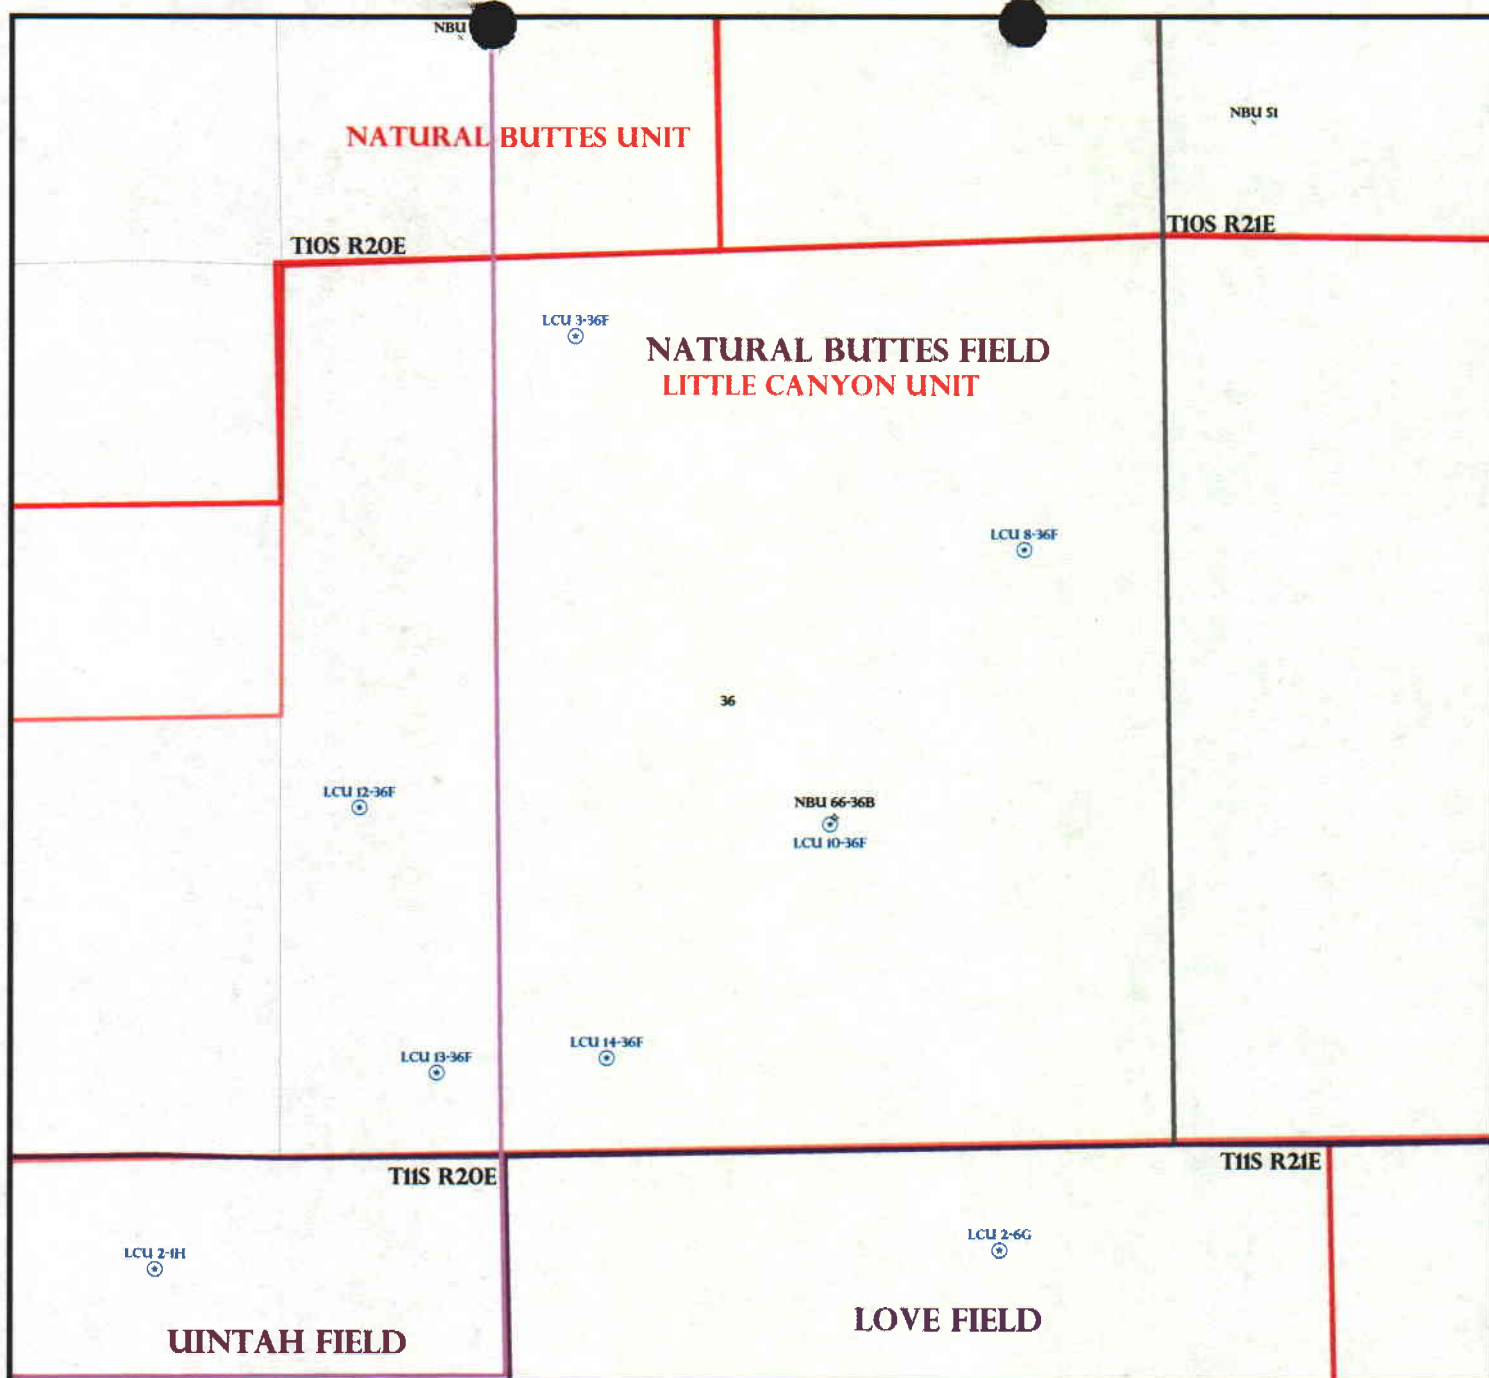 NBU
NBU 51
NATURAL BUTTES UNIT
T10S R20E
T10S R21E
LCU 3-36F
NATURAL BUTTES FIELD
LITTLE CANYON UNIT
LCU 8-36F
36
LCU 12-36F
NBU 66-36B
LCU 10-36F
LCU 13-36F
LCU 14-36F
T11S R20E
T11S R21E
LCU 2-1H
LCU 2-6G
UINTAH FIELD
LOVE FIELD